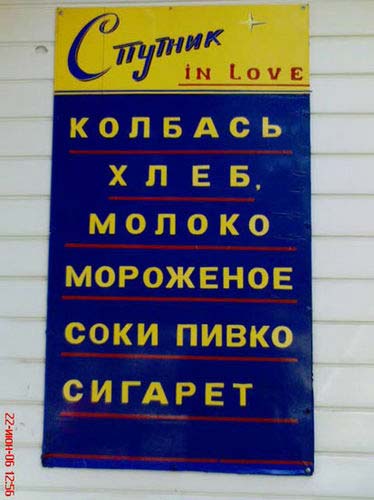 Спутник
IN LOVE
КОЛБАСЬ
ХЛЕБ,
МОЛОКО
МОРОЖЕНОЕ
СОКИ ПИВКО
СИГАРЕТ
22-июн-06 12:56